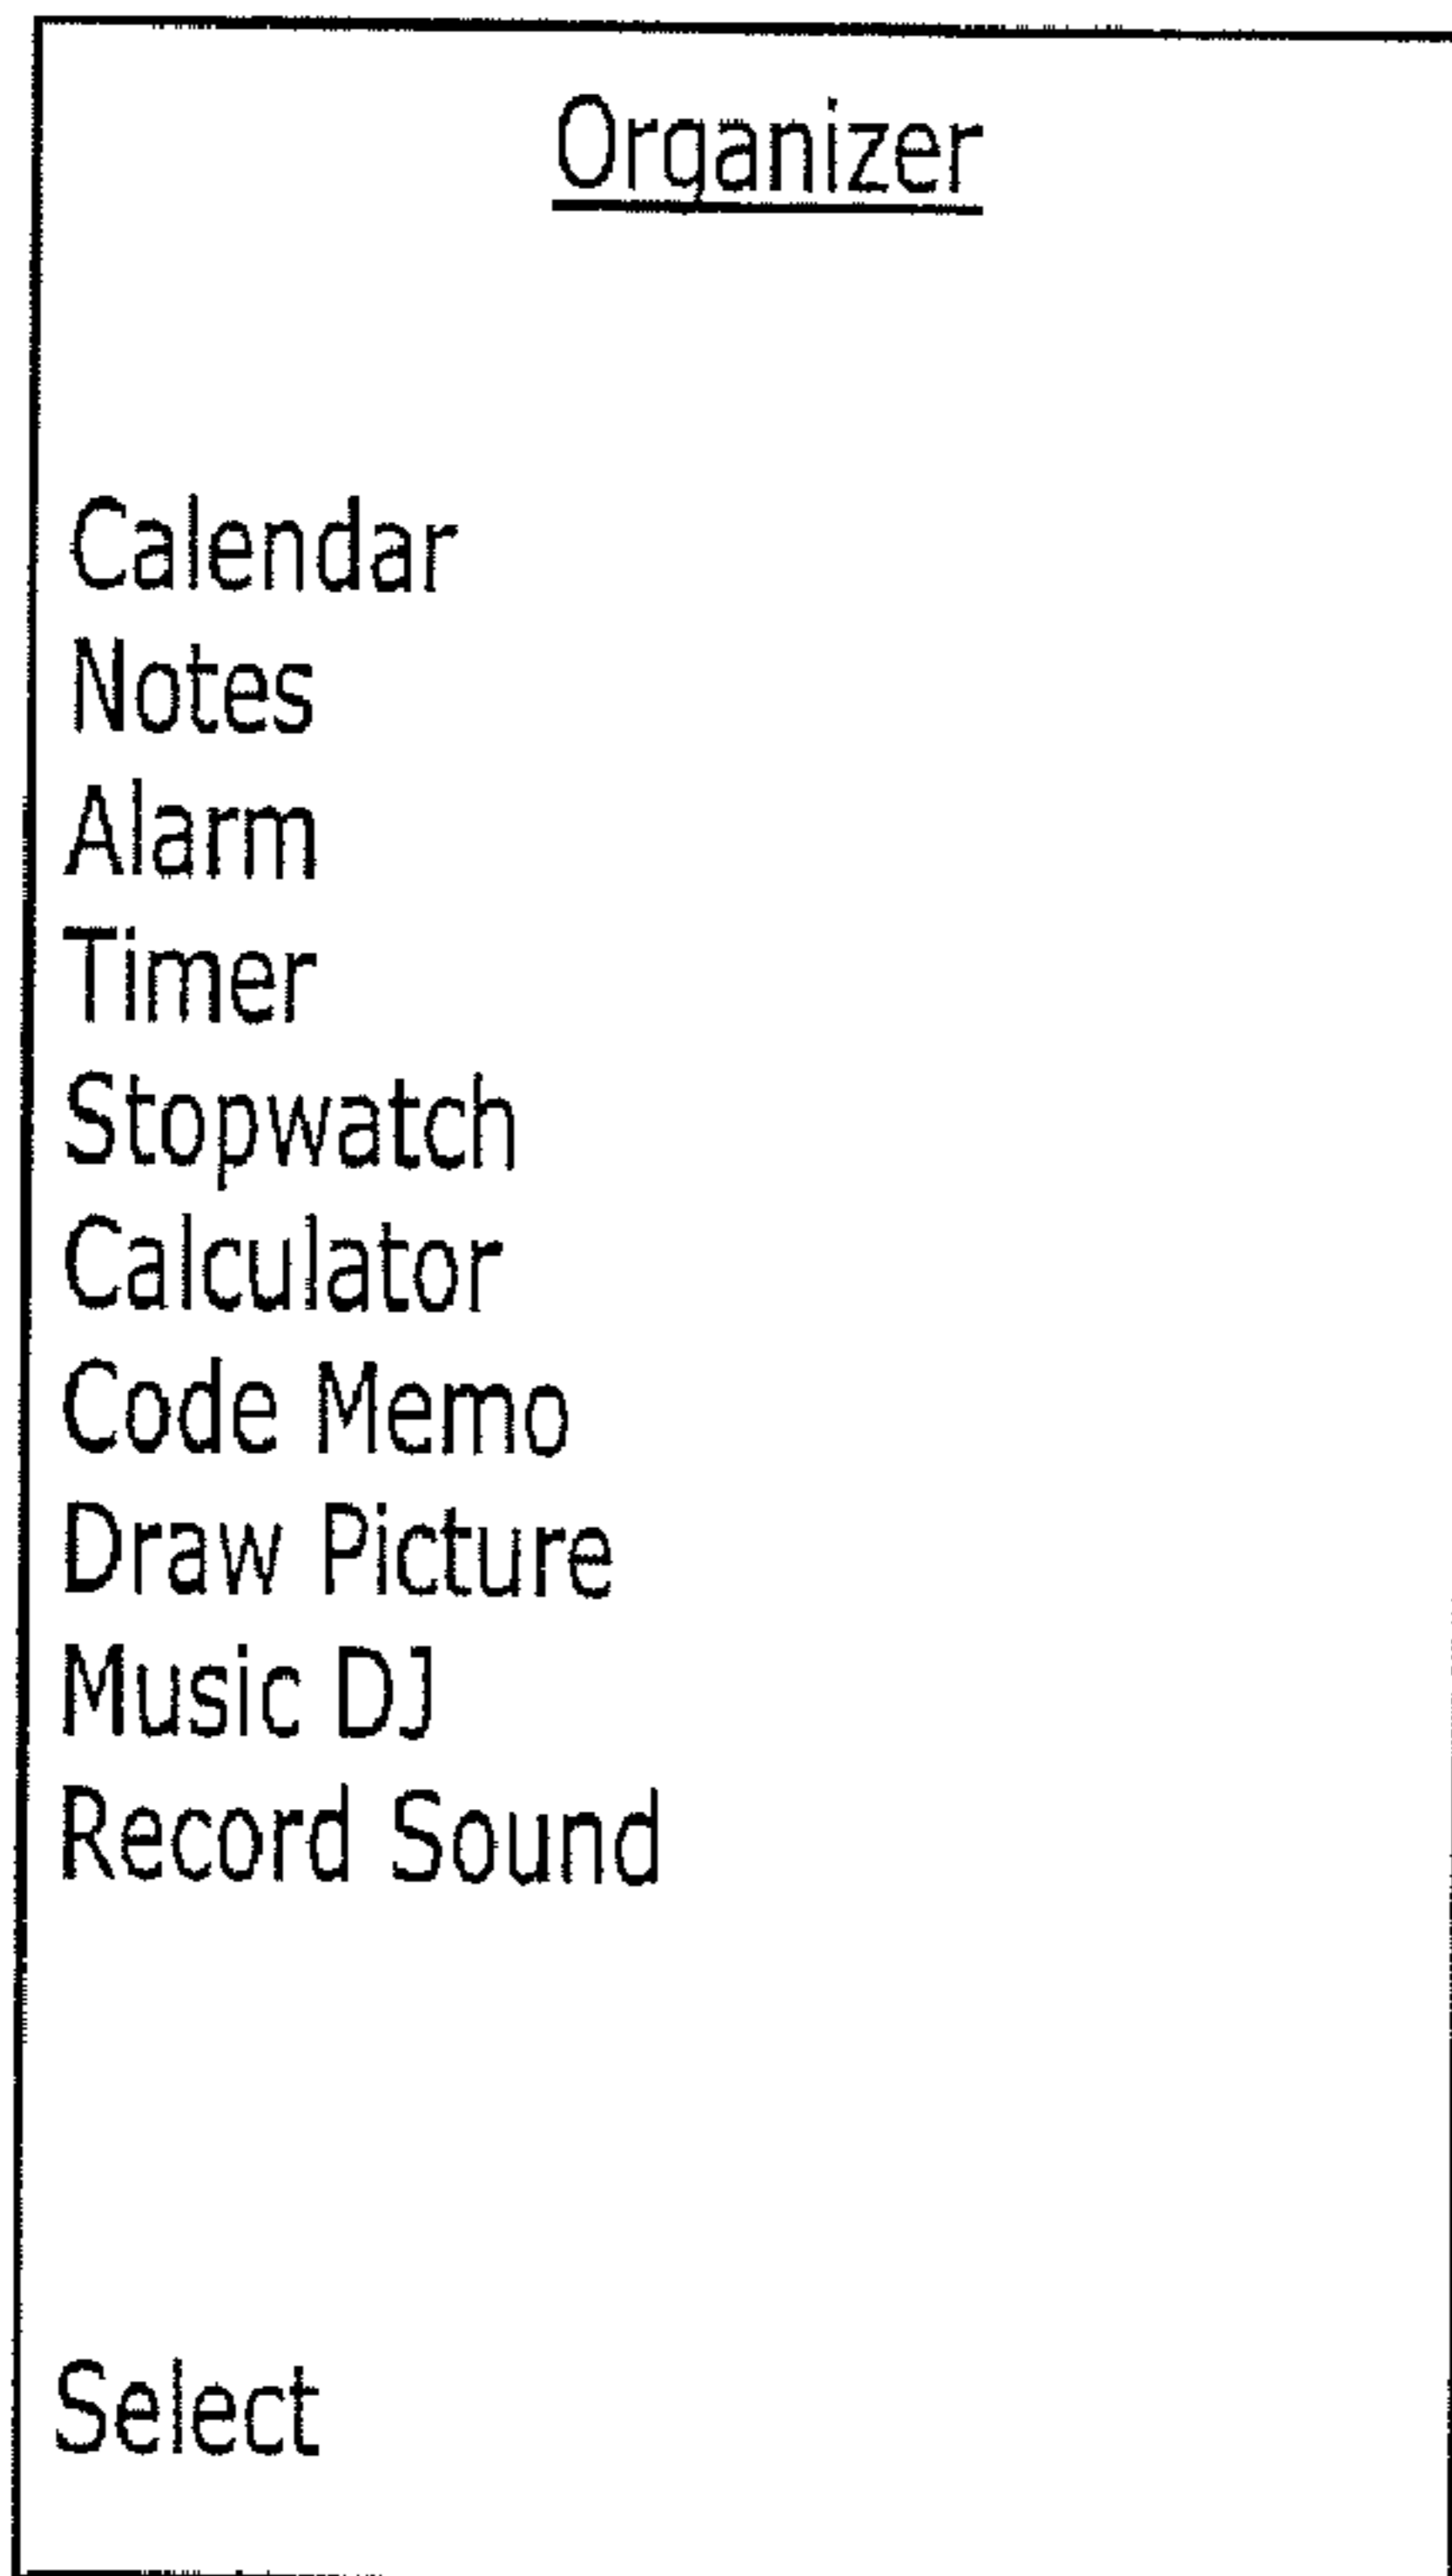 Organizer
Calendar
Notes
Alarm
Timer
Stopwatch
Calculator
Code Memo
Draw Picture
Music DJ
Record Sound
Select